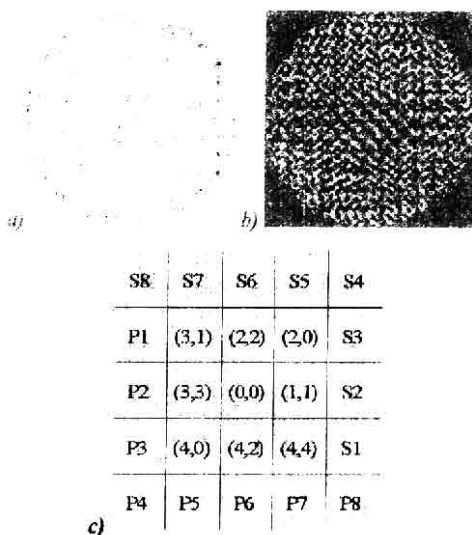 a) b)
S8 S7 S6 S5 S4
P1 (3,1) (2,2) (2,0) S3
P2 (3,3) (0,0) (1,1) S2
P3 (4,0) (4,2) (4,4) S1
P4 P5 P6 P7 P8
c)